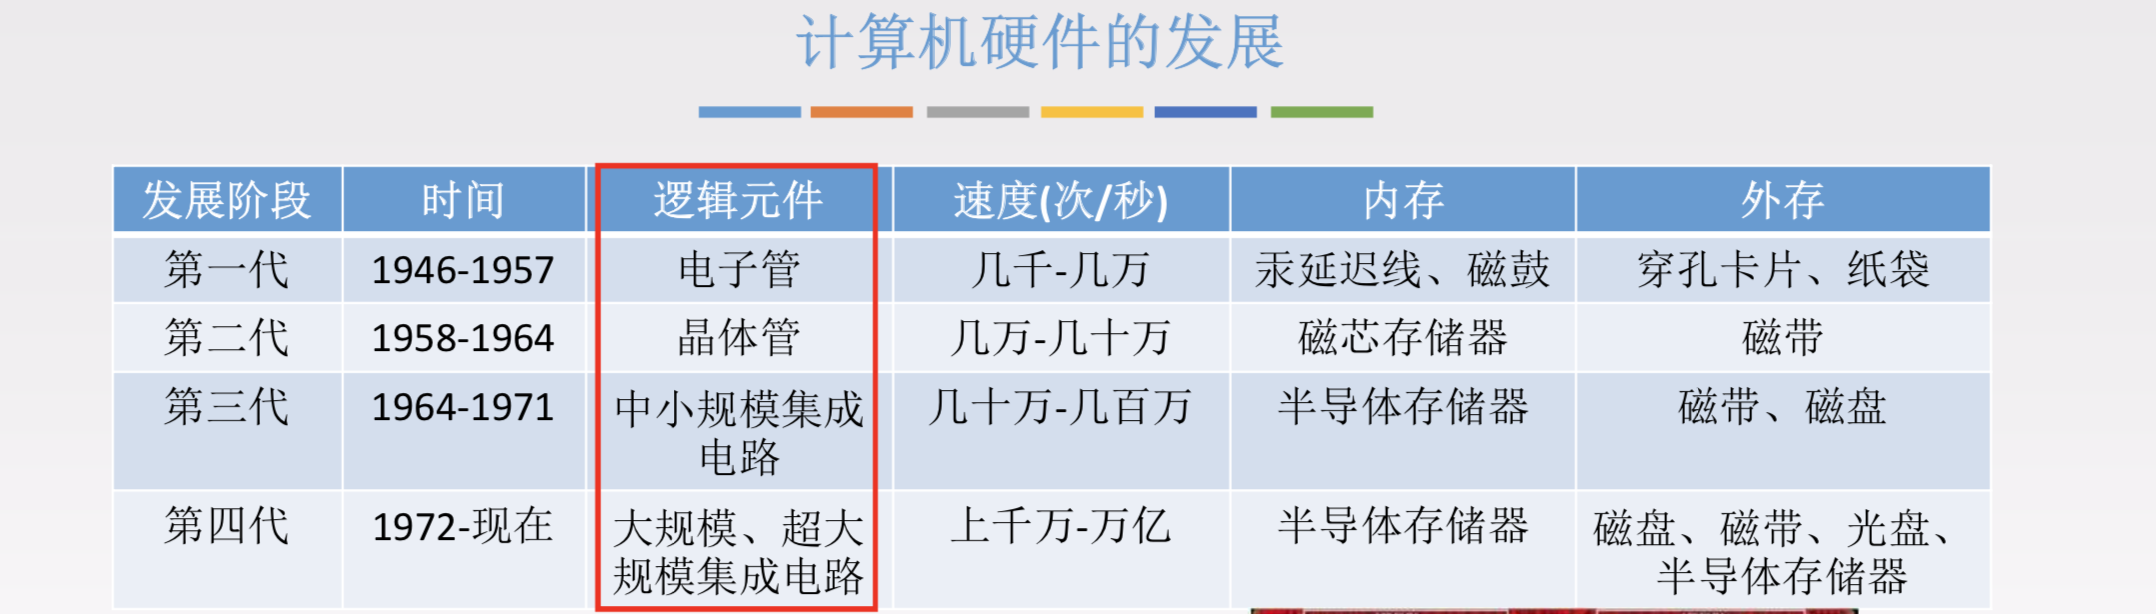 计算机硬件的发展
发展阶段 时间 逻辑元件 速度(次/秒) 内存 外存
第一代 1946-1957 电子管 几千-几万 汞延迟线、磁鼓 穿孔卡片、纸袋
第二代 1958-1964 晶体管 几万-几十万 磁芯存储器 磁带
第三代 1964-1971 中小规模集成 几十万-几百万 半导体存储器 磁带、磁盘
电路
第四代 1972-现在 大规模、超大 上千万-万亿 半导体存储器 磁盘、磁带、光盘、
规模集成电路 半导体存储器